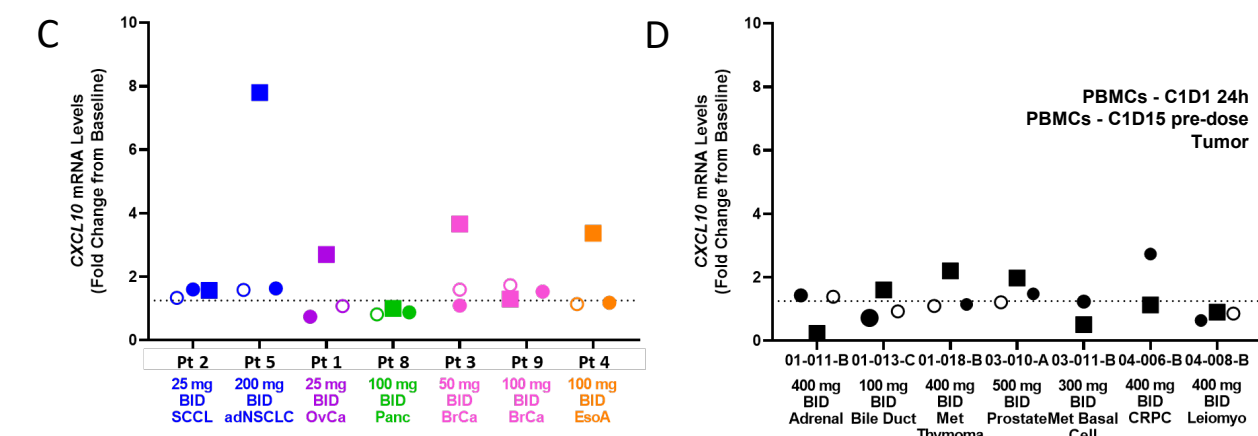 C
10
8
6
4
2
0
CXCL10 mRNA Levels
(Fold Change from Baseline)
Pt 2 Pt 5 Pt 1 Pt 8 Pt 3 Pt 9 Pt 4
25 mg 200 mg 25 mg 100 mg 50 mg 100 mg 100 mg
BID BID BID BID BID BID BID
SCCL adNSCLC OvCa Panc BrCa BrCa EsoA
D
10
8
6
4
2
0
CXCL10 mRNA Levels
(Fold Change from Baseline)
PBMCs - C1D1 24h
PBMCs - C1D15 pre-dose
Tumor
01-011-B 01-013-C 01-018-B 03-010-A 03-011-B 04-006-B 04-008-B
400 mg 100 mg 400 mg 500 mg 300 mg 400 mg 400 mg
BID BID BID BID BID BID BID
Adrenal Bile Duct Met Prostate Met Basal CRPC Leiomyo
Thymoma Cell